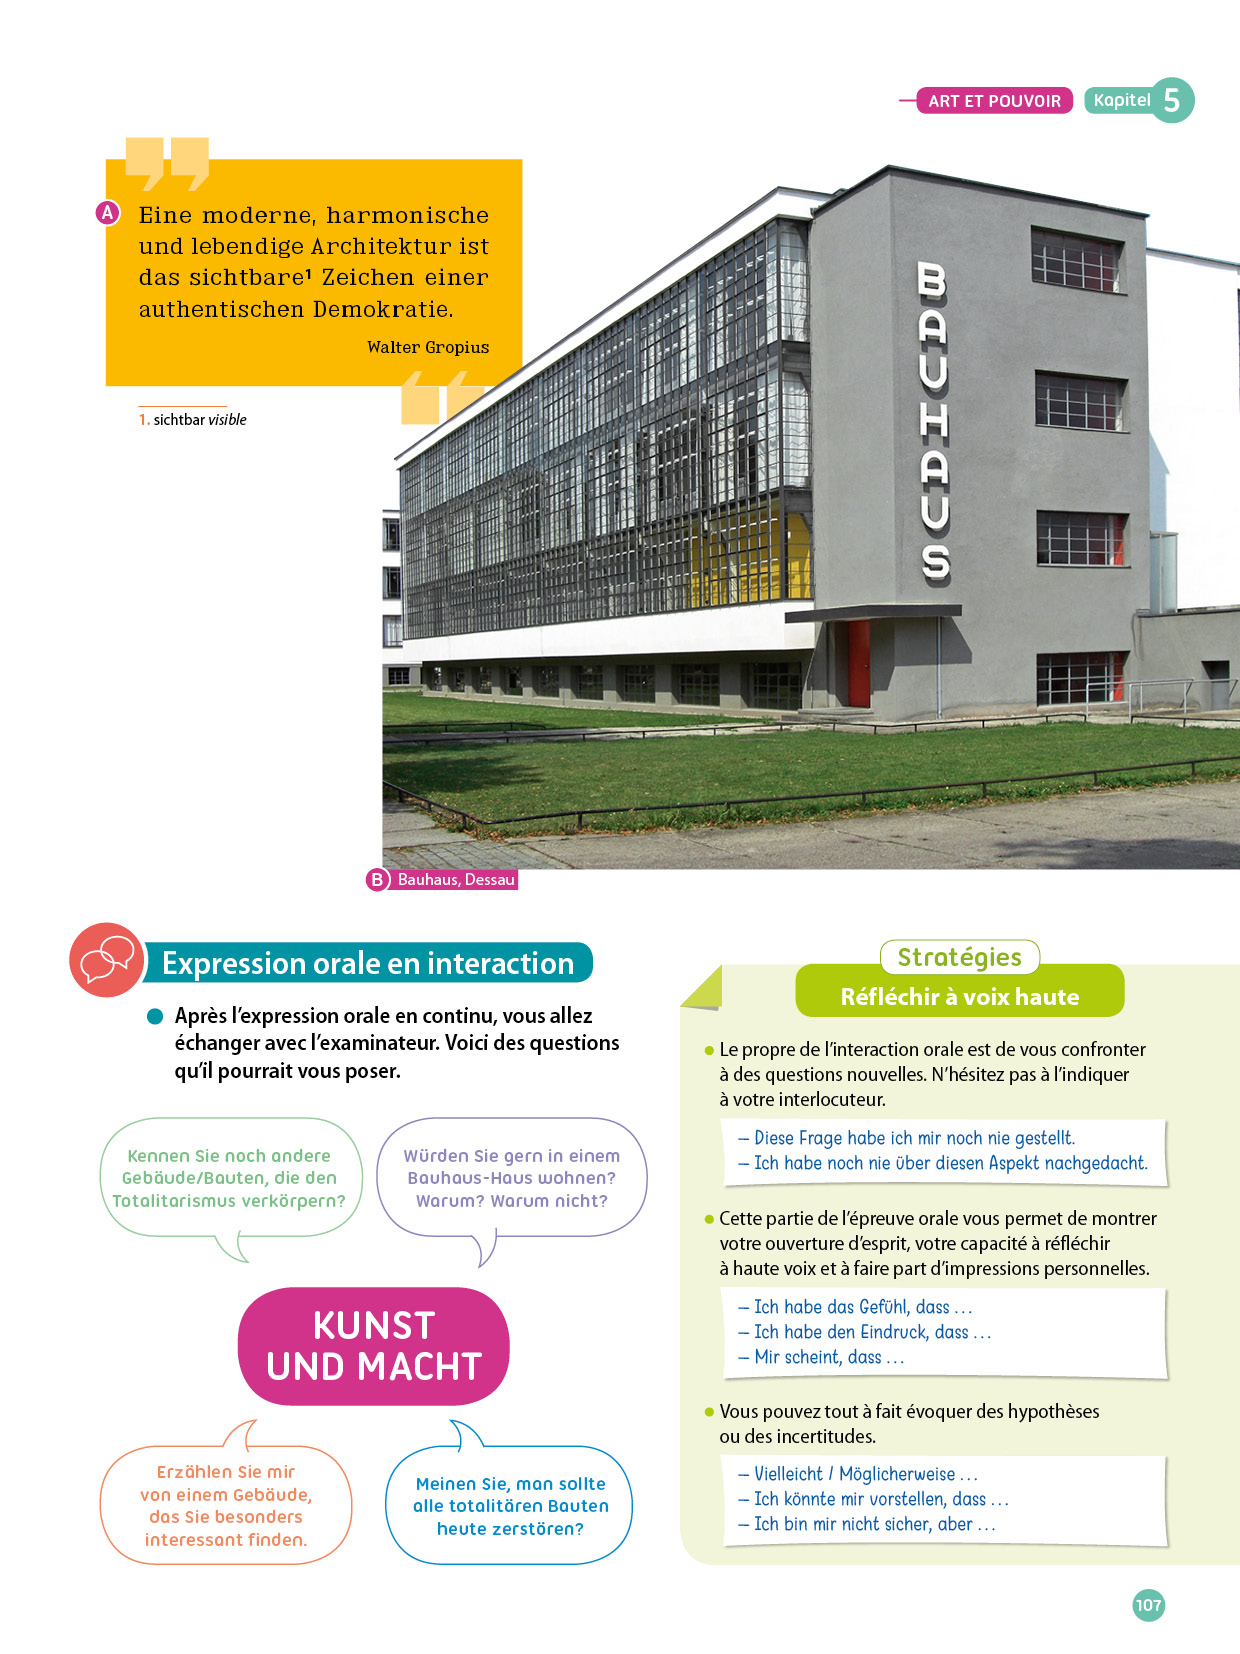 ART ET POUVOIR Kapitel 5
A
Eine moderne, harmonische
und lebendige Architektur ist
das sichtbare¹ Zeichen einer
authentischen Demokratie.
Walter Gropius
1. sichtbar visible
BAUHAUS
B Bauhaus, Dessau
Expression orale en interaction
● Après l’expression orale en continu, vous allez
échanger avec l’examinateur. Voici des questions
qu’il pourrait vous poser.
Kennen Sie noch andere
Gebäude/Bauten, die den
Totalitarismus verkörpern?
Würden Sie gern in einem
Bauhaus-Haus wohnen?
Warum? Warum nicht?
KUNST
UND MACHT
Erzählen Sie mir
von einem Gebäude,
das Sie besonders
interessant finden.
Meinen Sie, man sollte
alle totalitären Bauten
heute zerstören?
Stratégies
Réfléchir à voix haute
● Le propre de l’interaction orale est de vous confronter
à des questions nouvelles. N’hésitez pas à l’indiquer
à votre interlocuteur.
– Diese Frage habe ich mir noch nie gestellt.
– Ich habe noch nie über diesen Aspekt nachgedacht.
● Cette partie de l’épreuve orale vous permet de montrer
votre ouverture d’esprit, votre capacité à réfléchir
à haute voix et à faire part d’impressions personnelles.
– Ich habe das Gefühl, dass ...
– Ich habe den Eindruck, dass ...
– Mir scheint, dass ...
● Vous pouvez tout à fait évoquer des hypothèses
ou des incertitudes.
– Vielleicht / Möglicherweise ...
– Ich könnte mir vorstellen, dass ...
– Ich bin mir nicht sicher, aber ...
107